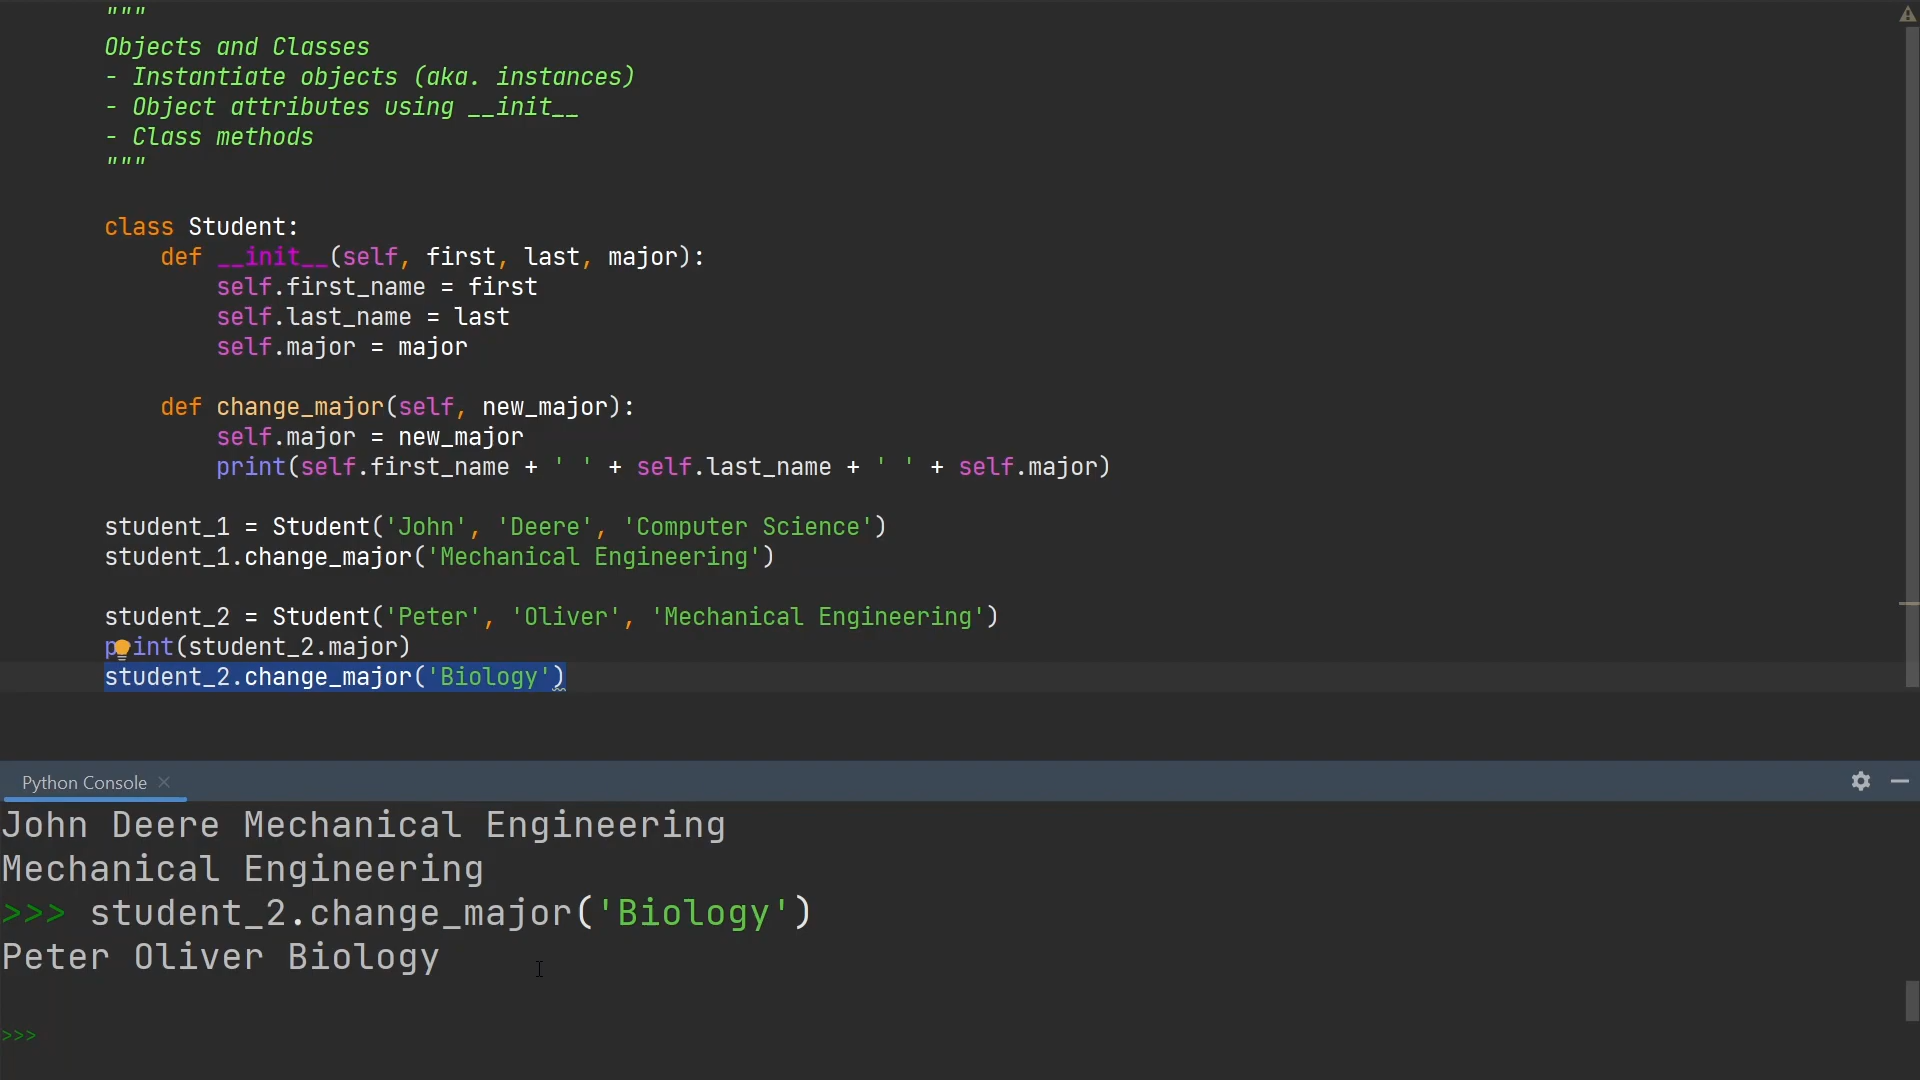 """
Objects and Classes
- Instantiate objects (aka. instances)
- Object attributes using __init__
- Class methods
"""
class Student:
    def __init__(self, first, last, major):
        self.first_name = first
        self.last_name = last
        self.major = major
    def change_major(self, new_major):
        self.major = new_major
        print(self.first_name + ' ' + self.last_name + ' ' + self.major)
student_1 = Student('John', 'Deere', 'Computer Science')
student_1.change_major('Mechanical Engineering')
student_2 = Student('Peter', 'Oliver', 'Mechanical Engineering')
print(student_2.major)
student_2.change_major('Biology')
Python Console
John Deere Mechanical Engineering
Mechanical Engineering
>>> student_2.change_major('Biology')
Peter Oliver Biology
>>>